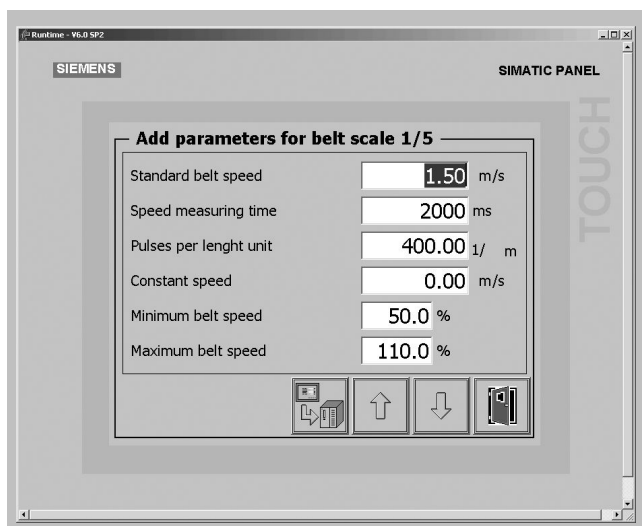 Runtime - V6.0 SP2
SIEMENS
SIMATIC PANEL
TOUCH
Add parameters for belt scale 1/5
Standard belt speed 1.50 m/s
Speed measuring time 2000 ms
Pulses per lenght unit 400.00 1/ m
Constant speed 0.00 m/s
Minimum belt speed 50.0 %
Maximum belt speed 110.0 %